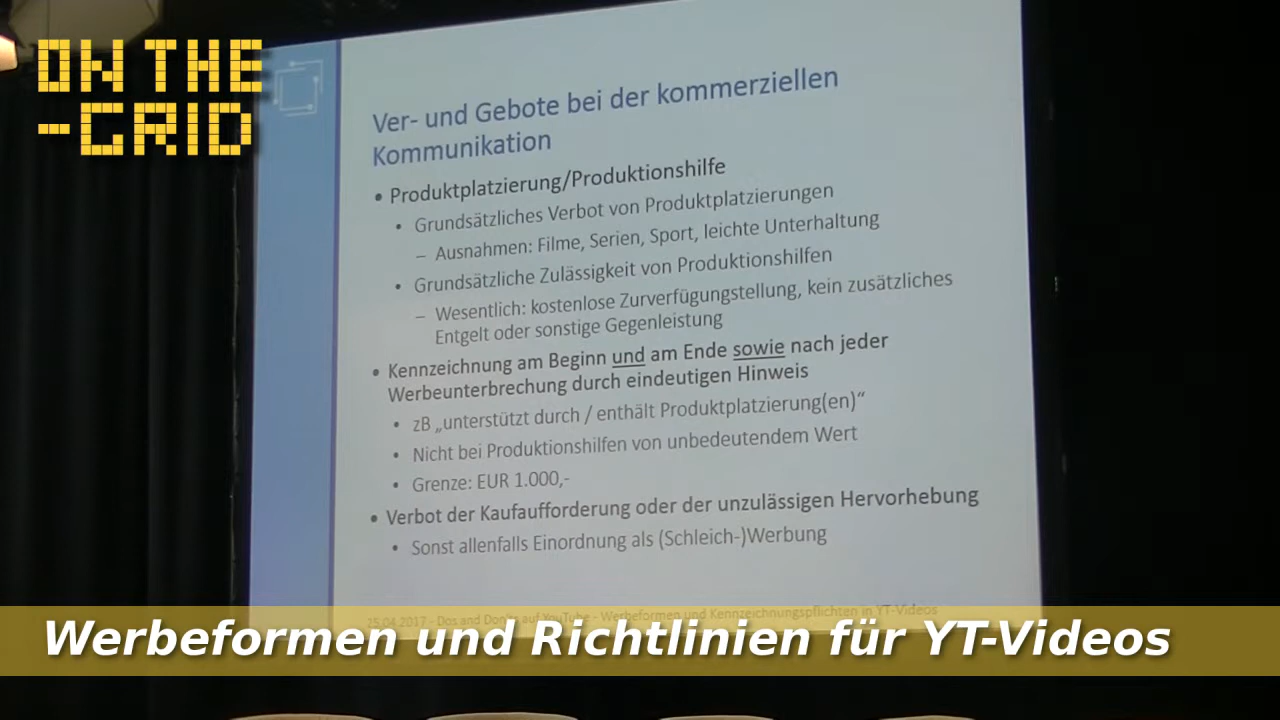 ON THE
-GRID
Ver- und Gebote bei der kommerziellen
Kommunikation
• Produktplatzierung/Produktionshilfe
• Grundsätzliches Verbot von Produktplatzierungen
– Ausnahmen: Filme, Serien, Sport, leichte Unterhaltung
• Grundsätzliche Zulässigkeit von Produktionshilfen
– Wesentlich: kostenlose Zurverfügungstellung, kein zusätzliches
Entgelt oder sonstige Gegenleistung
• Kennzeichnung am Beginn und am Ende sowie nach jeder
Werbeunterbrechung durch eindeutigen Hinweis
• zB „unterstützt durch / enthält Produktplatzierung(en)“
• Nicht bei Produktionshilfen von unbedeutendem Wert
• Grenze: EUR 1.000,-
• Verbot der Kaufaufforderung oder der unzulässigen Hervorhebung
• Sonst allenfalls Einordnung als (Schleich-)Werbung
25.04.2017 - Dos and Don'ts auf YouTube - Werbeformen und Kennzeichnungspflichten in YT-Videos
Werbeformen und Richtlinien für YT-Videos